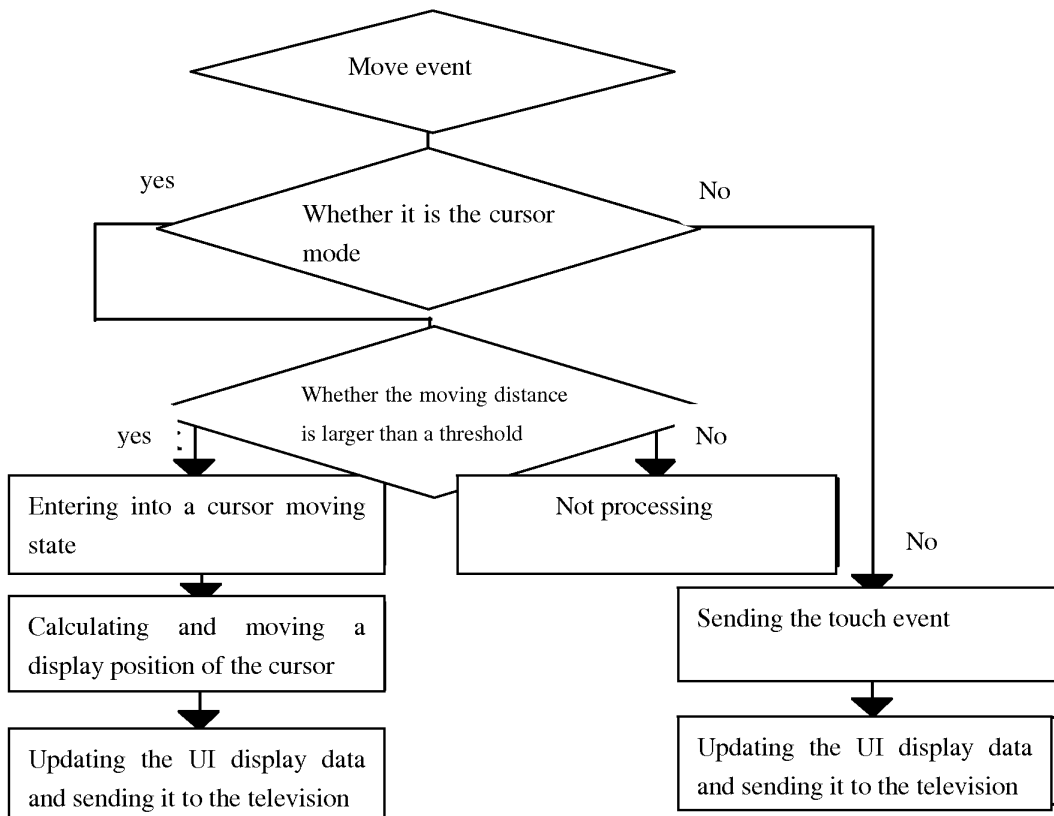 Move event
yes
No
Whether it is the cursor
mode
Whether the moving distance
is larger than a threshold
yes
No
Entering into a cursor moving
state
Not processing
No
Calculating and moving a
display position of the cursor
Sending the touch event
Updating the UI display data
and sending it to the television
Updating the UI display data
and sending it to the television